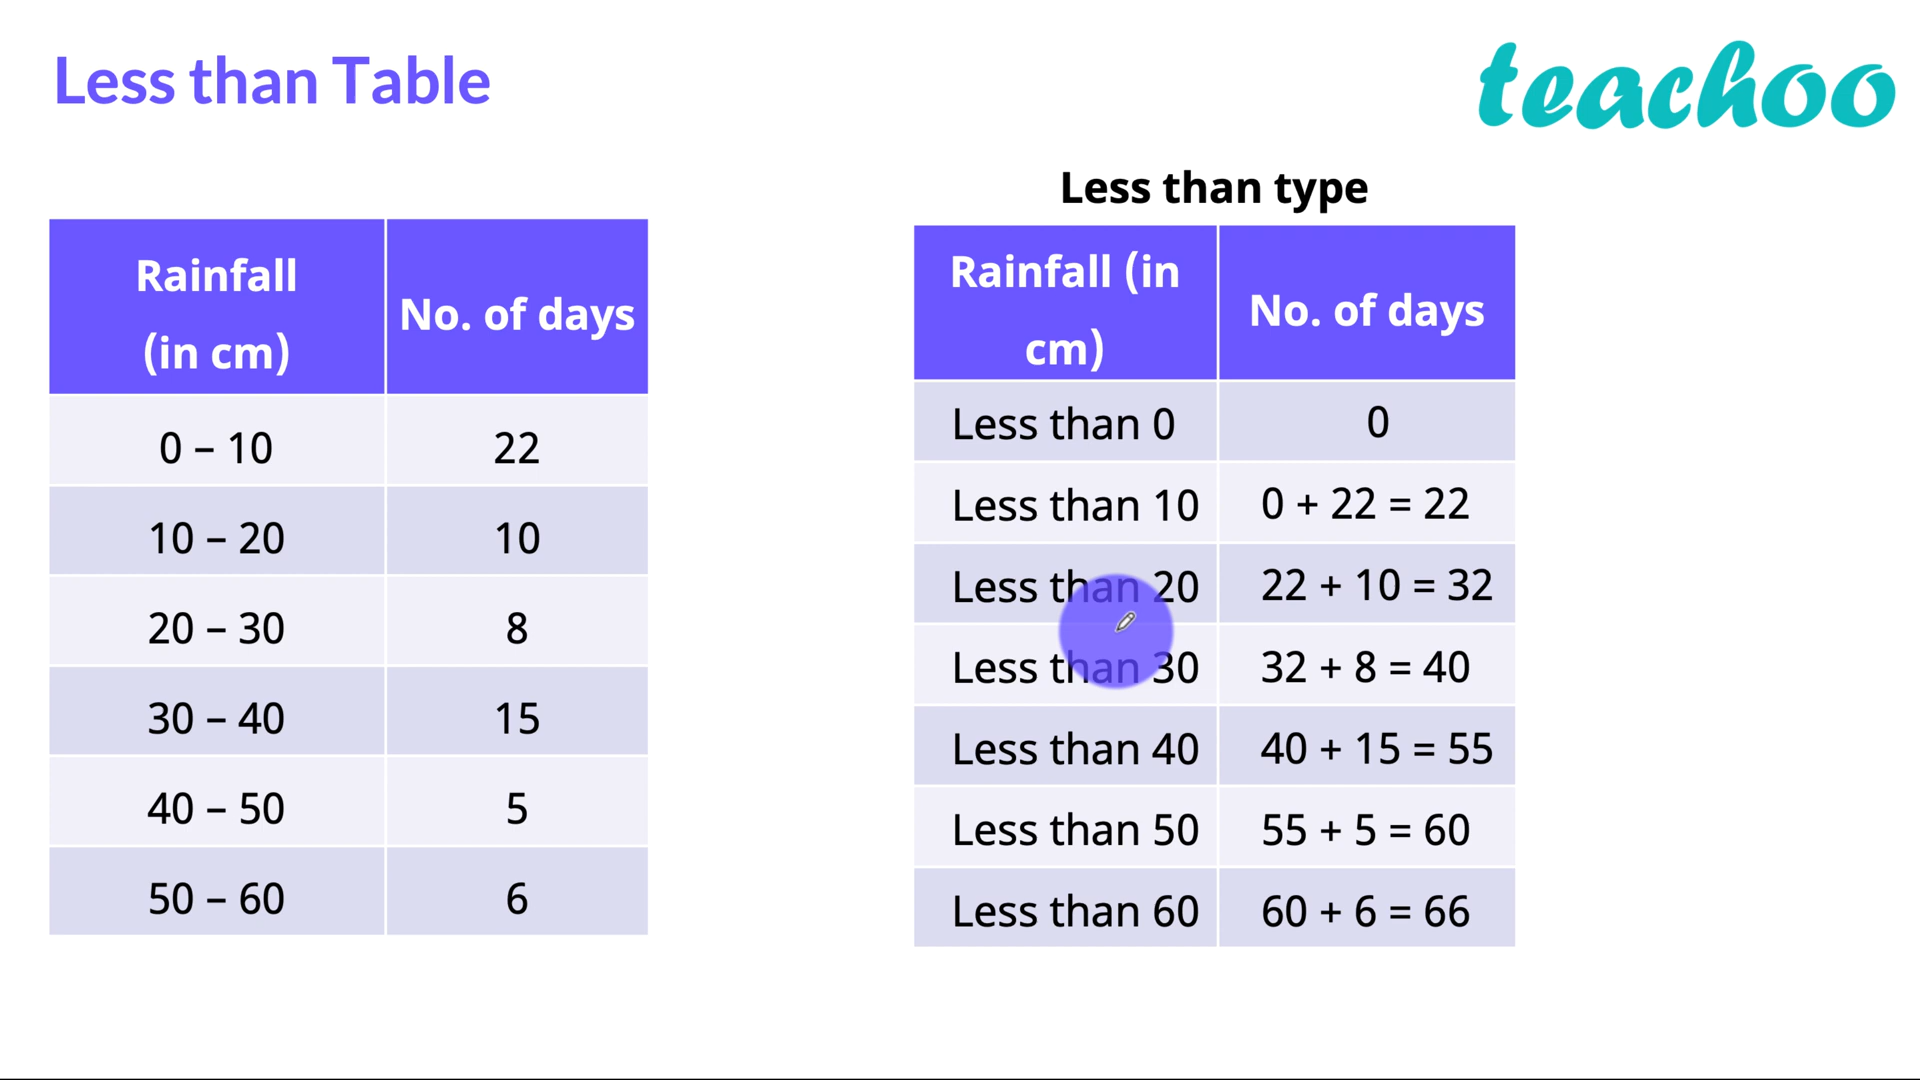 Less than Table
teachoo
Rainfall
(in cm)
No. of days
0 – 10
22
10 – 20
10
20 – 30
8
30 – 40
15
40 – 50
5
50 – 60
6
Less than type
Rainfall (in
cm)
No. of days
Less than 0
0
Less than 10
0 + 22 = 22
Less than 20
22 + 10 = 32
Less than 30
32 + 8 = 40
Less than 40
40 + 15 = 55
Less than 50
55 + 5 = 60
Less than 60
60 + 6 = 66